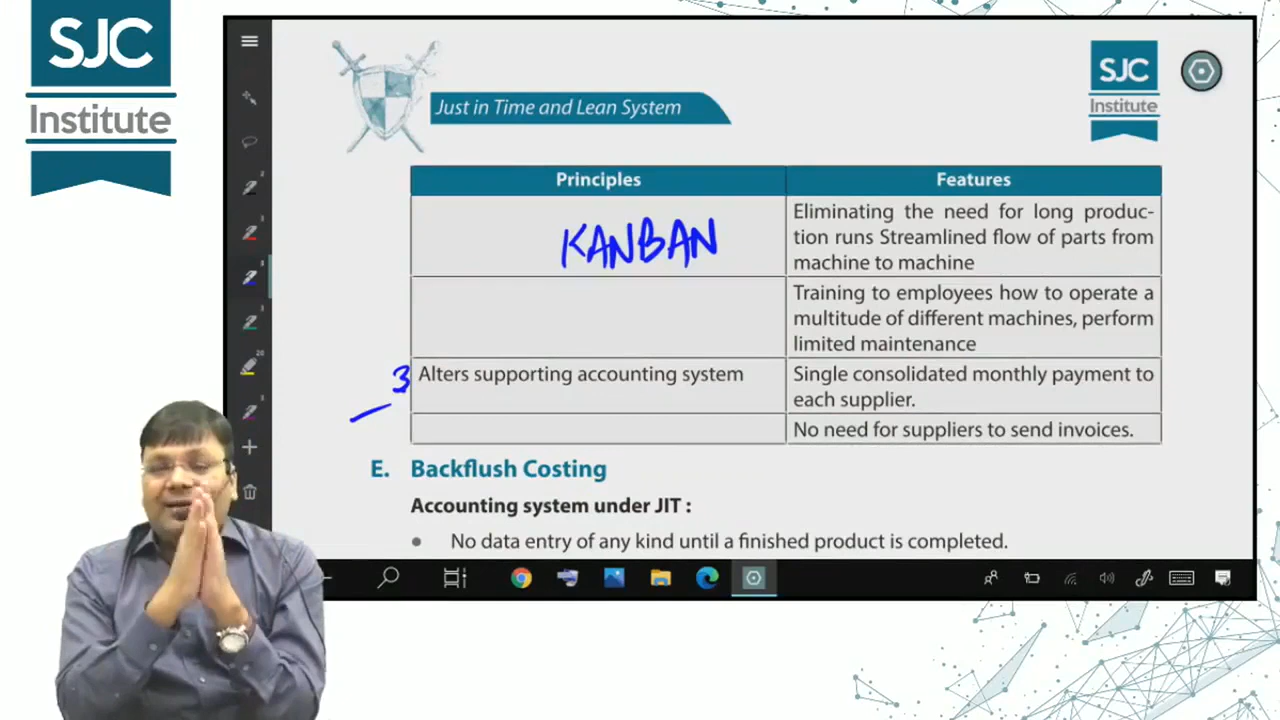 SJC
Institute
Just in Time and Lean System
SJC
Institute
Principles
Features
KANBAN
Eliminating the need for long produc-
tion runs Streamlined flow of parts from
machine to machine
Training to employees how to operate a
multitude of different machines, perform
limited maintenance
3
Alters supporting accounting system
Single consolidated monthly payment to
each supplier.
No need for suppliers to send invoices.
E. Backflush Costing
Accounting system under JIT :
• No data entry of any kind until a finished product is completed.